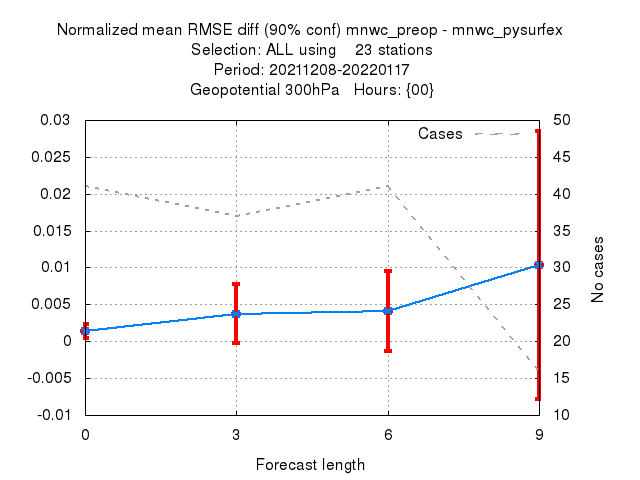 Normalized mean RMSE diff (90% conf) mnwc_preop - mnwc_pysurfex
Selection: ALL using    23 stations
Period: 20211208-20220117
Geopotential 300hPa   Hours: {00}
Cases
0.03
0.025
0.02
0.015
0.01
0.005
0
-0.005
-0.01
50
45
40
35
30
25
20
15
10
No cases
0 3 6 9
Forecast length